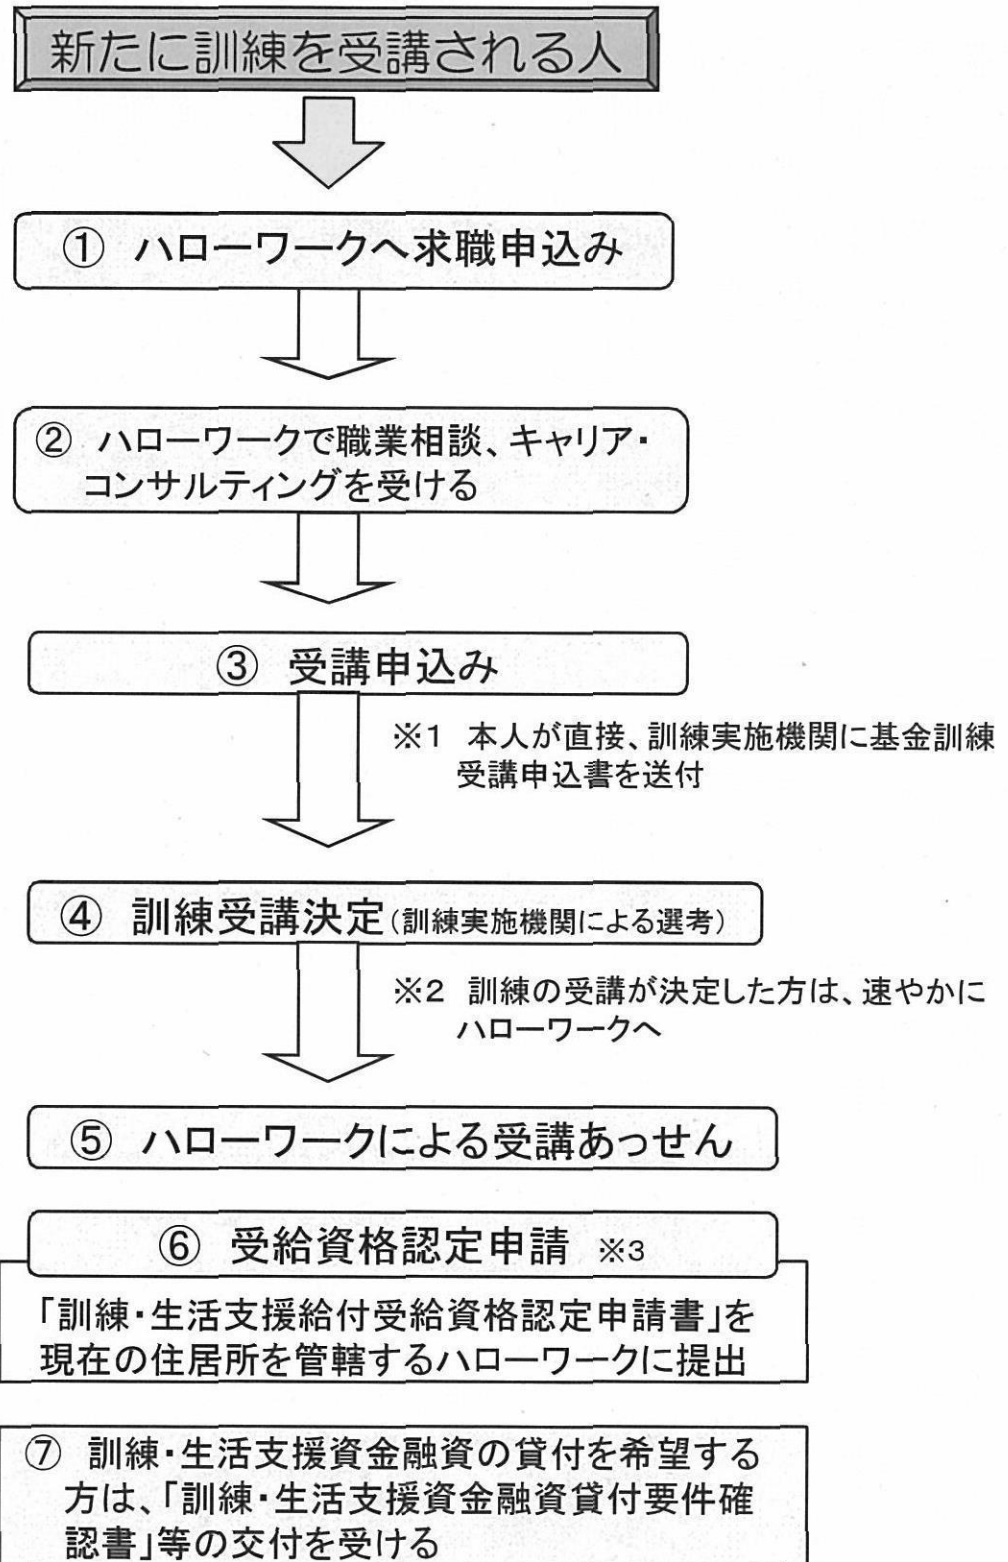 新たに訓練を受講される人
① ハローワークへ求職申込み
② ハローワークで職業相談、キャリア・
コンサルティングを受ける
③ 受講申込み
※1 本人が直接、訓練実施機関に基金訓練
受講申込書を送付
④ 訓練受講決定(訓練実施機関による選考)
※2 訓練の受講が決定した方は、速やかに
ハローワークへ
⑤ ハローワークによる受講あっせん
⑥ 受給資格認定申請 ※3
「訓練・生活支援給付受給資格認定申請書」を
現在の住居所を管轄するハローワークに提出
⑦ 訓練・生活支援資金融資の貸付を希望する
方は、「訓練・生活支援資金融資貸付要件確
認書」等の交付を受ける